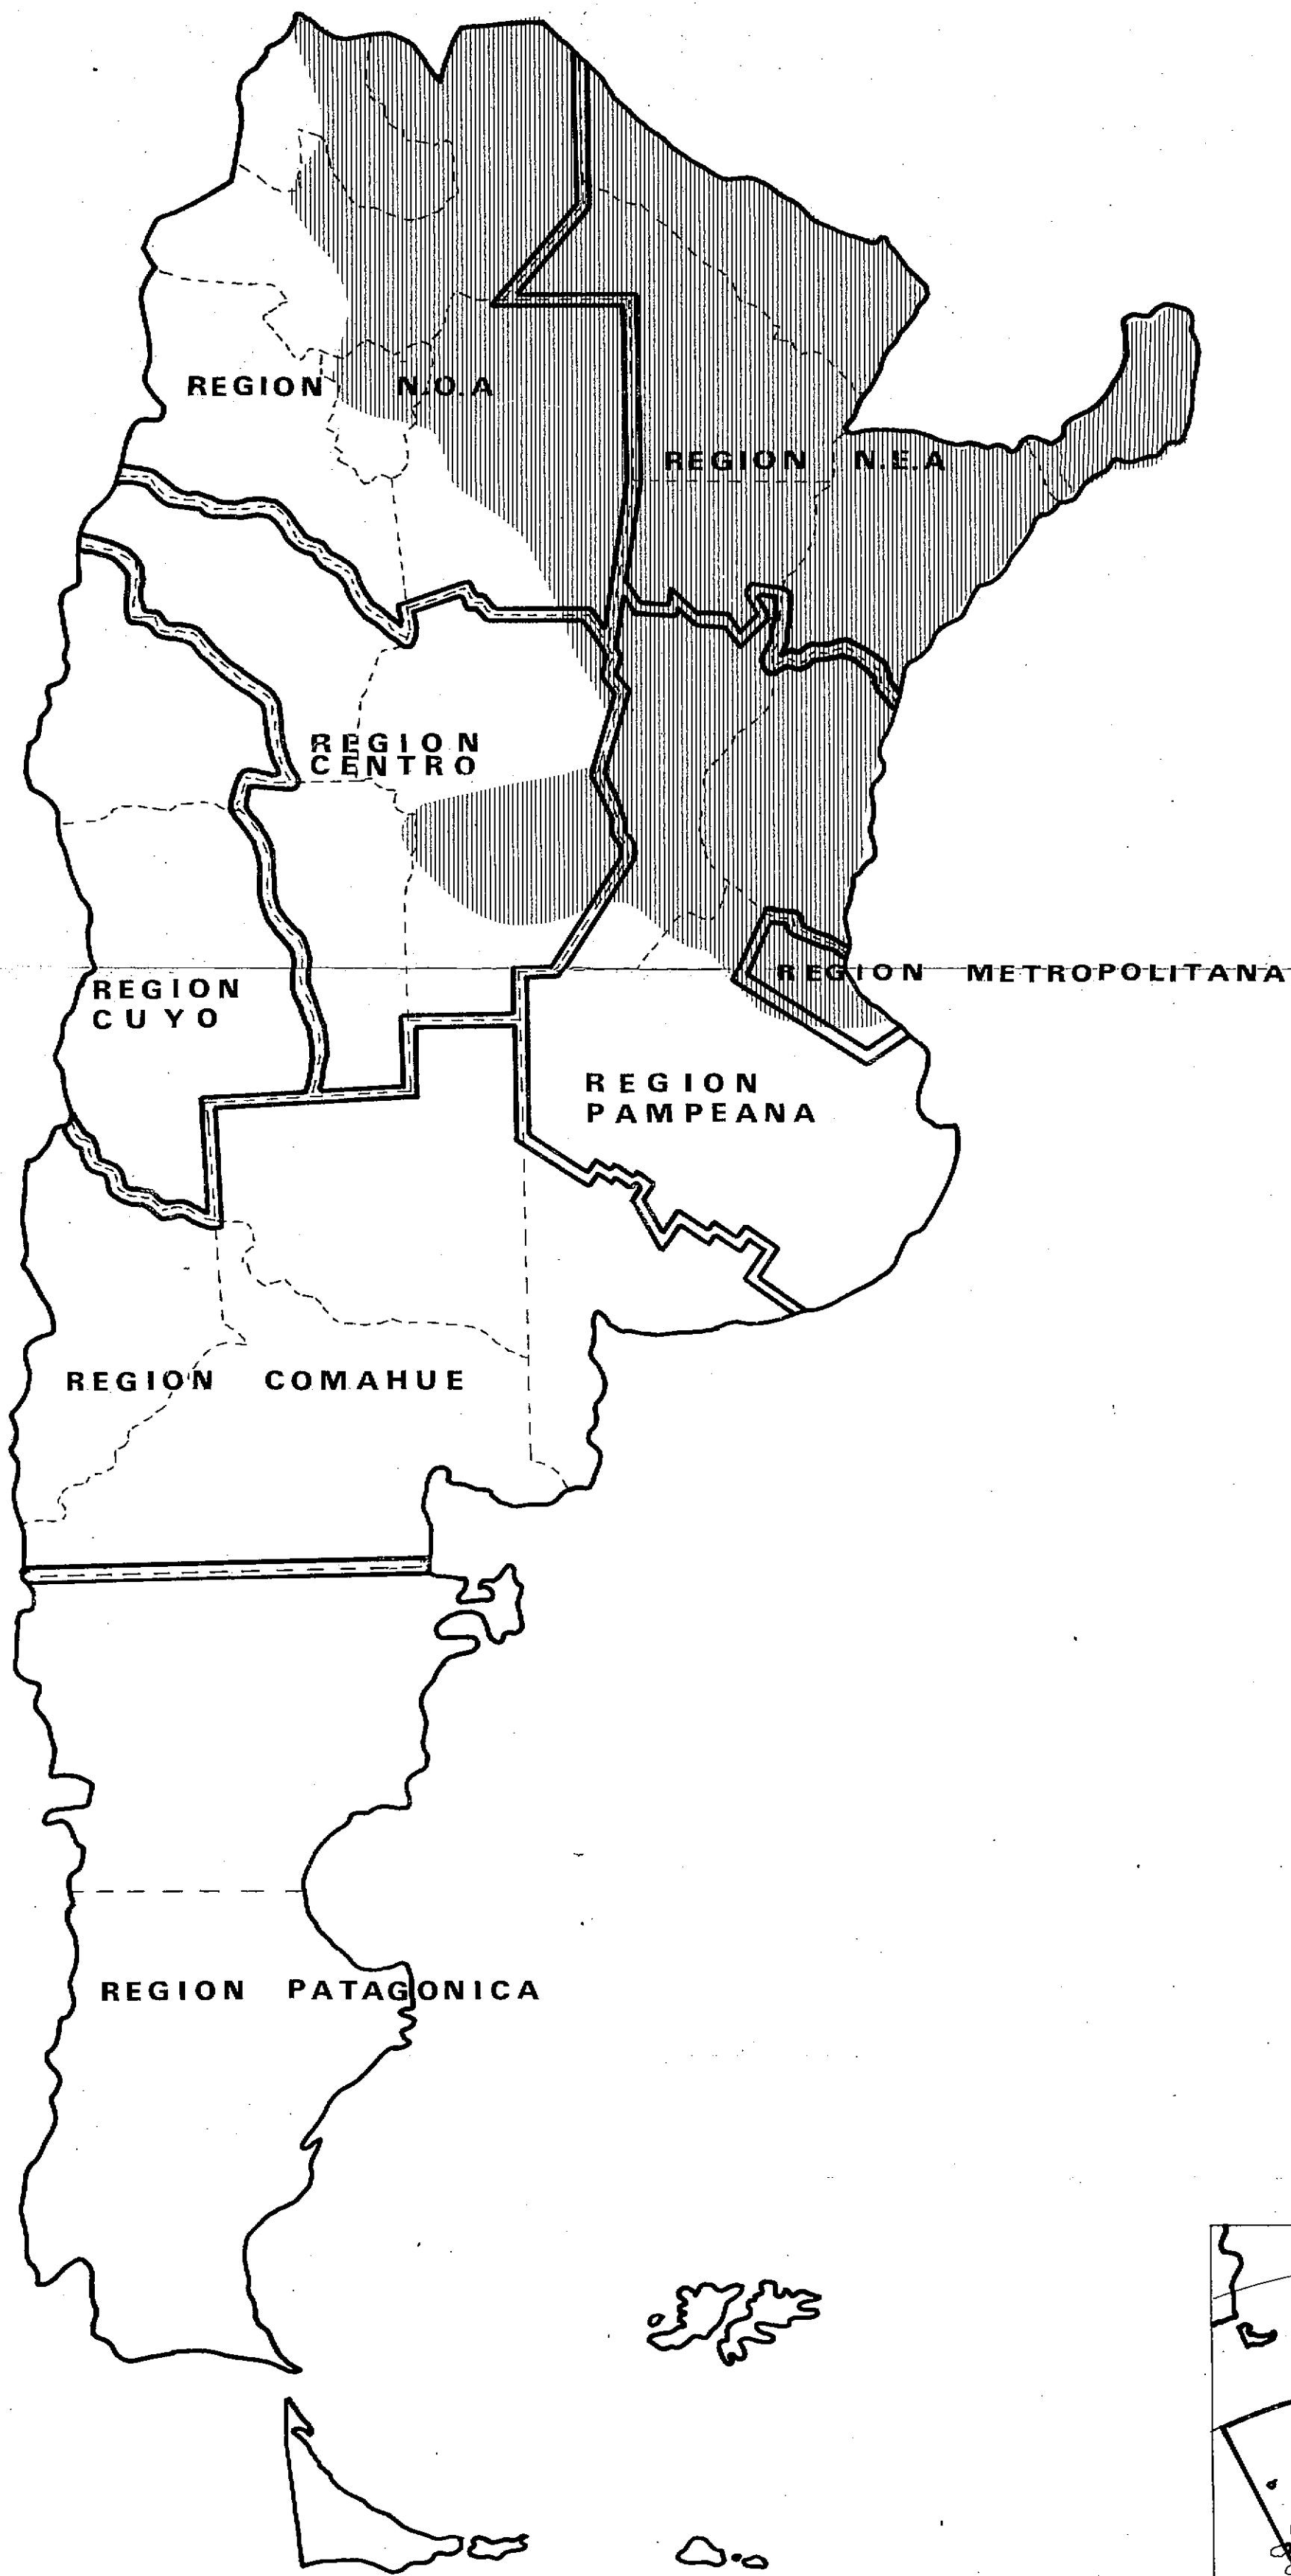 REGION N.O.A
REGION N.E.A
REGION
CENTRO
REGION METROPOLITANA
REGION
CUYO
REGION
PAMPEANA
REGION COMAHUE
REGION PATAGONICA